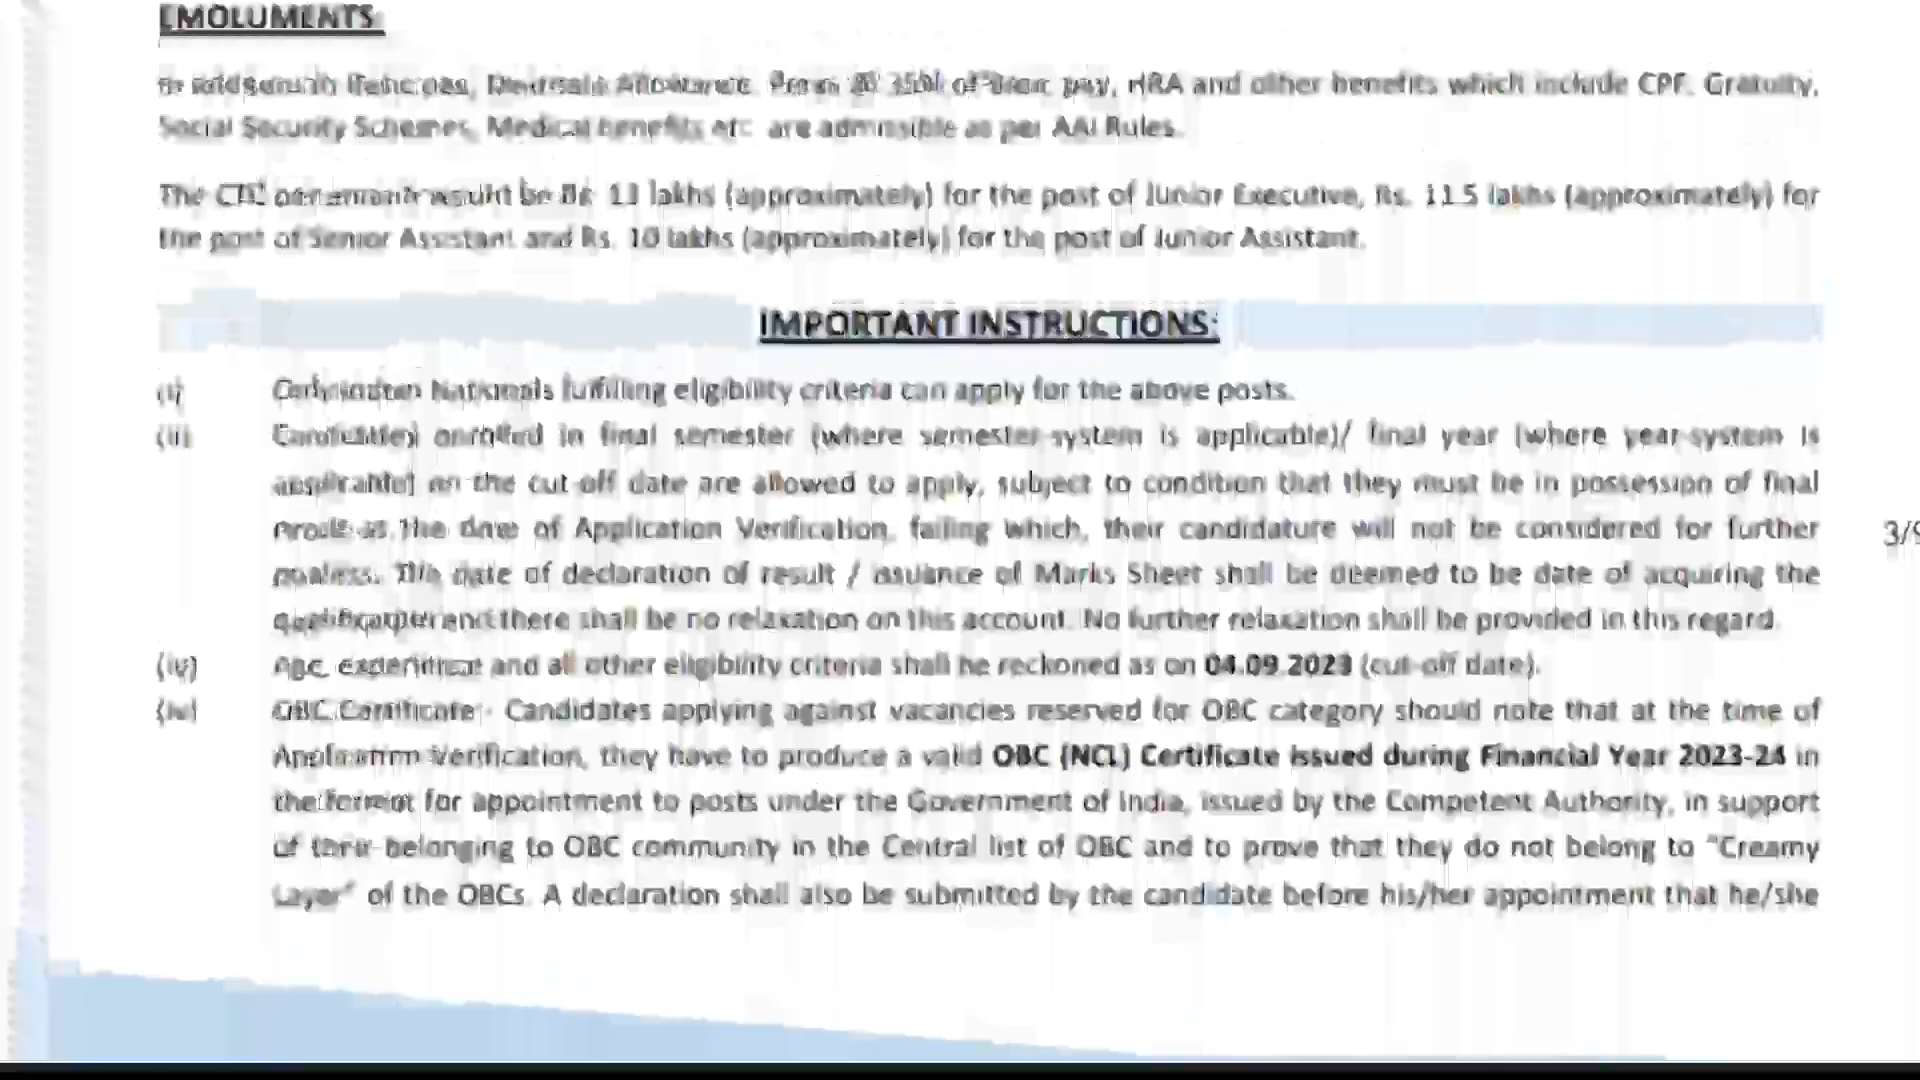 EMOLUMENTS:
of pay, HRA and other benefits which include CPF, Gratuity,
Social Security Schemes, Medical benefits etc. are admissible as per AAI Rules.
The be Rs. 13 lakhs (approximately) for the post of Junior Executive, Rs. 11.5 lakhs (approximately) for
the post of Senior Assistant and Rs. 10 lakhs (approximately) for the post of Junior Assistant.
IMPORTANT INSTRUCTIONS:
(i) Nationals fulfilling eligibility criteria can apply for the above posts.
(ii) enrolled in final semester (where semester-system is applicable)/ final year (where year-system is
on the cut-off date are allowed to apply, subject to condition that they must be in possession of final
the date of Application Verification, failing which, their candidature will not be considered for further
date of declaration of result / issuance of Marks Sheet shall be deemed to be date of acquiring the
there shall be no relaxation on this account. No further relaxation shall be provided in this regard.
(iv) Age, and all other eligibility criteria shall be reckoned as on 04.09.2023 (cut-off date).
(iv) OBC Certificate:- Candidates applying against vacancies reserved for OBC category should note that at the time of
Verification, they have to produce a valid OBC (NCL) Certificate issued during Financial Year 2023-24 in
the format for appointment to posts under the Government of India, issued by the Competent Authority, in support
of their belonging to OBC community in the Central list of OBC and to prove that they do not belong to "Creamy
Layer" of the OBCs. A declaration shall also be submitted by the candidate before his/her appointment that he/she